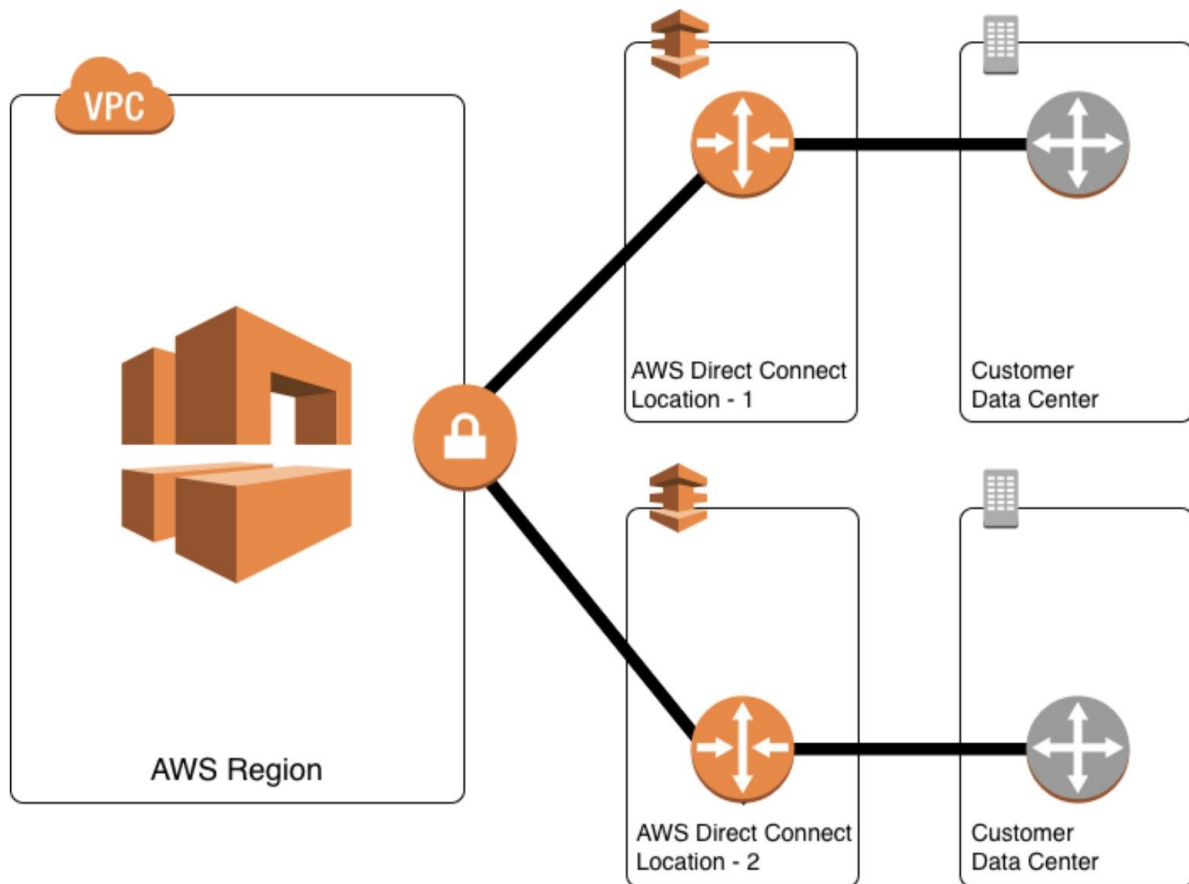 VPC
AWS Region
AWS Direct Connect
Location - 1
Customer
Data Center
AWS Direct Connect
Location - 2
Customer
Data Center